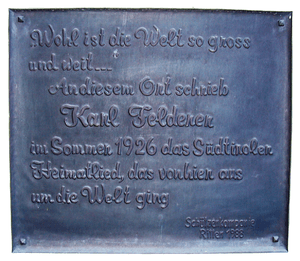 „Wohl ist die Welt so gross
und weit...."
An diesem Ort schrieb
Karl Felderer
im Sommer 1926 das Südtiroler
Heimatlied, das von hier aus
um die Welt ging
Schützenkompanie
Ritten 1988